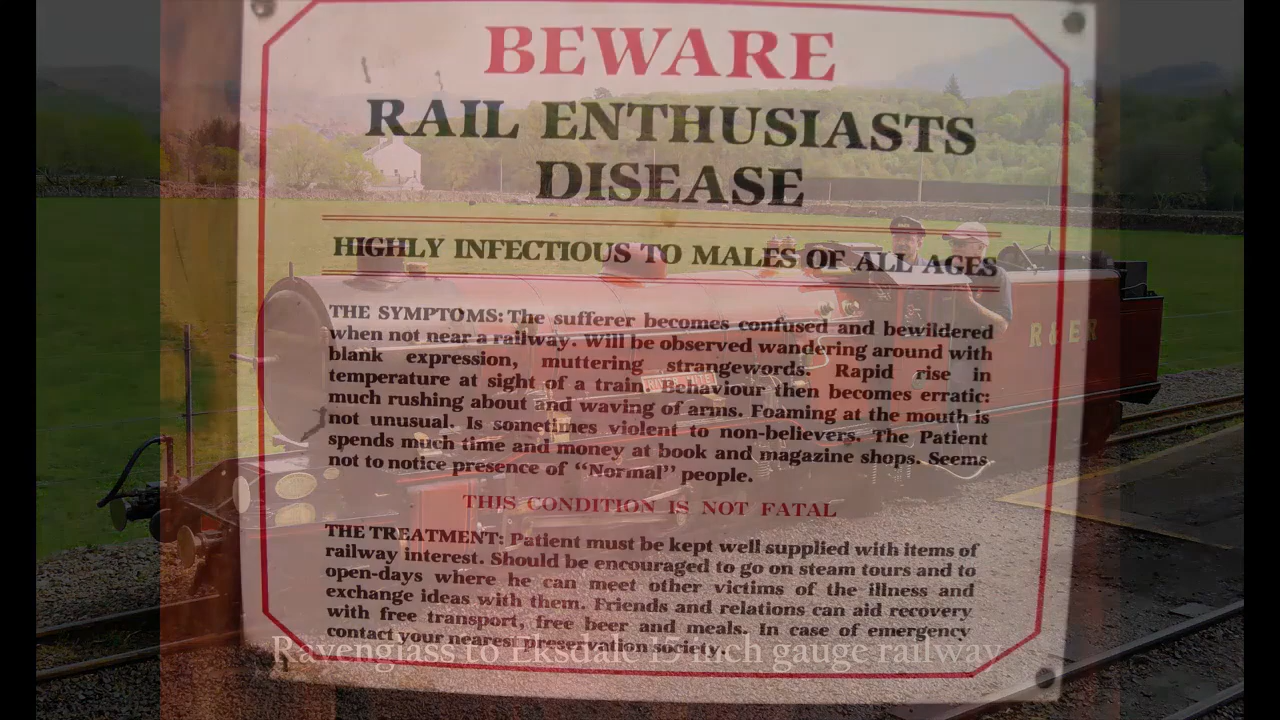 BEWARE
RAIL ENTHUSIASTS
DISEASE
HIGHLY INFECTIOUS TO MALES OF ALL AGES
THE SYMPTOMS: The sufferer becomes confused and bewildered
when not near a railway. Will be observed wandering around with
blank expression, muttering strangewords. Rapid rise in
temperature at sight of a train. Behaviour then becomes erratic:
much rushing about and waving of arms. Foaming at the mouth is
not unusual. Is sometimes violent to non-believers. The Patient
spends much time and money at book and magazine shops. Seems
not to notice presence of “Normal” people.
THIS CONDITION IS NOT FATAL
THE TREATMENT: Patient must be kept well supplied with items of
railway interest. Should be encouraged to go on steam tours and to
open-days where he can meet other victims of the illness and
exchange ideas with them. Friends and relations can aid recovery
with free transport, free beer and meals. In case of emergency
contact your nearest preservation society.
R & E R
RIVER MITE
Ravenglass to Eksdale 15 inch gauge railway